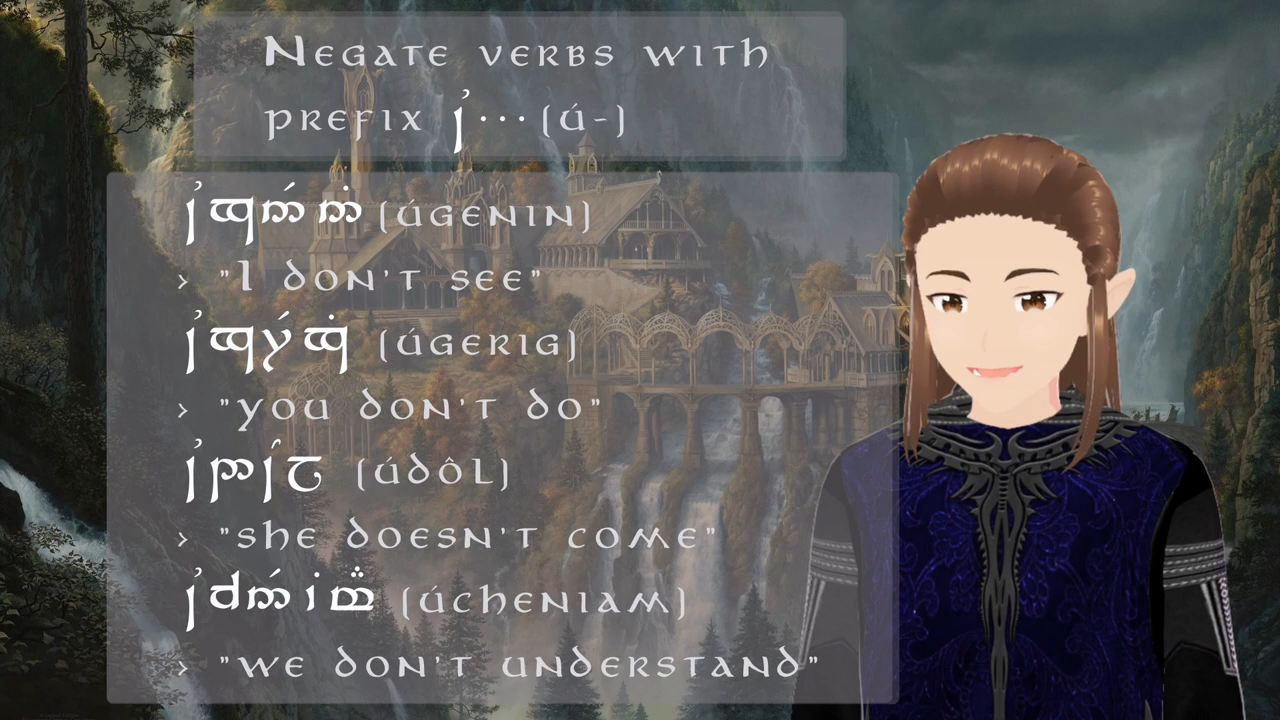 Negate verbs with
prefix ··· (ú-)
(úgenin)
> "I don't see"
(úgerig)
> "you don't do"
(údôl)
> "she doesn't come"
(úcheniam)
> "we don't understand"